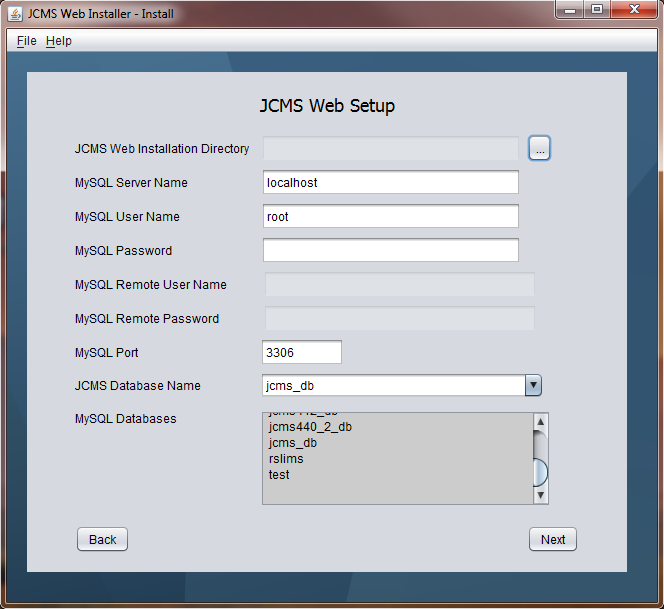 JCMS Web Installer - Install
File Help
JCMS Web Setup
JCMS Web Installation Directory ...
MySQL Server Name localhost
MySQL User Name root
MySQL Password
MySQL Remote User Name
MySQL Remote Password
MySQL Port 3306
JCMS Database Name jcms_db
MySQL Databases
jcms440_2_db
jcms_db
rslims
test
Back Next